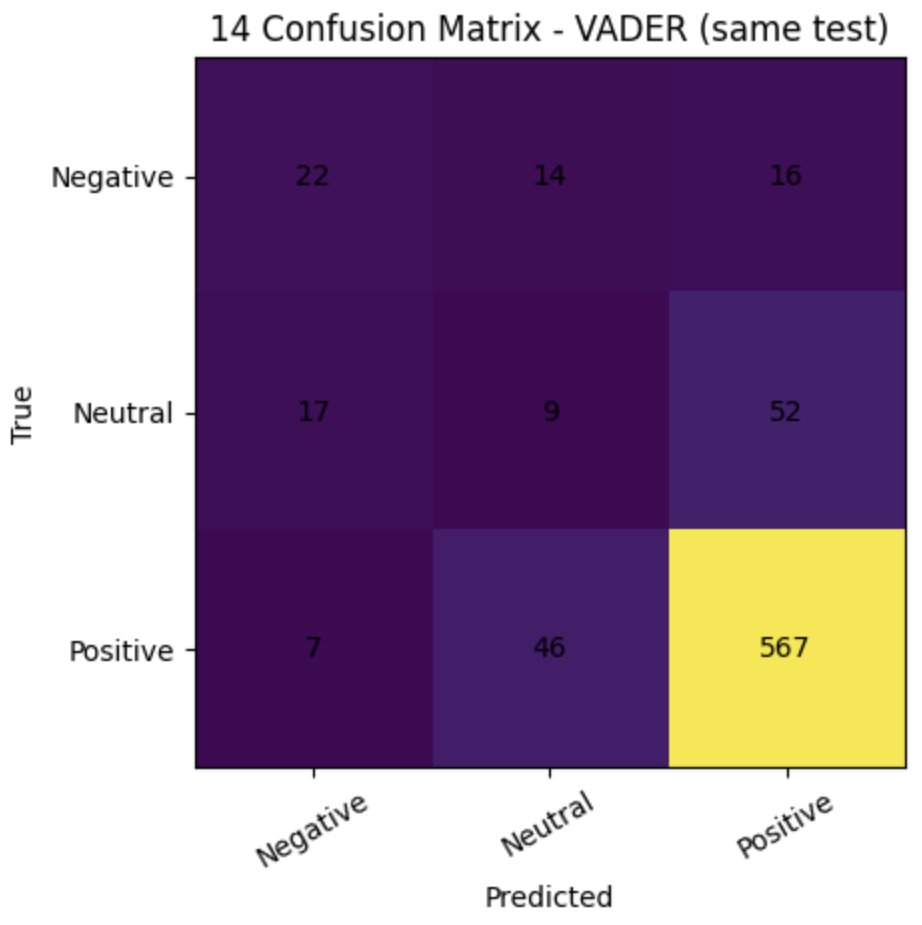 14 Confusion Matrix - VADER (same test)
Negative 22 14 16
Neutral 17 9 52
Positive 7 46 567
True
Negative Neutral Positive
Predicted